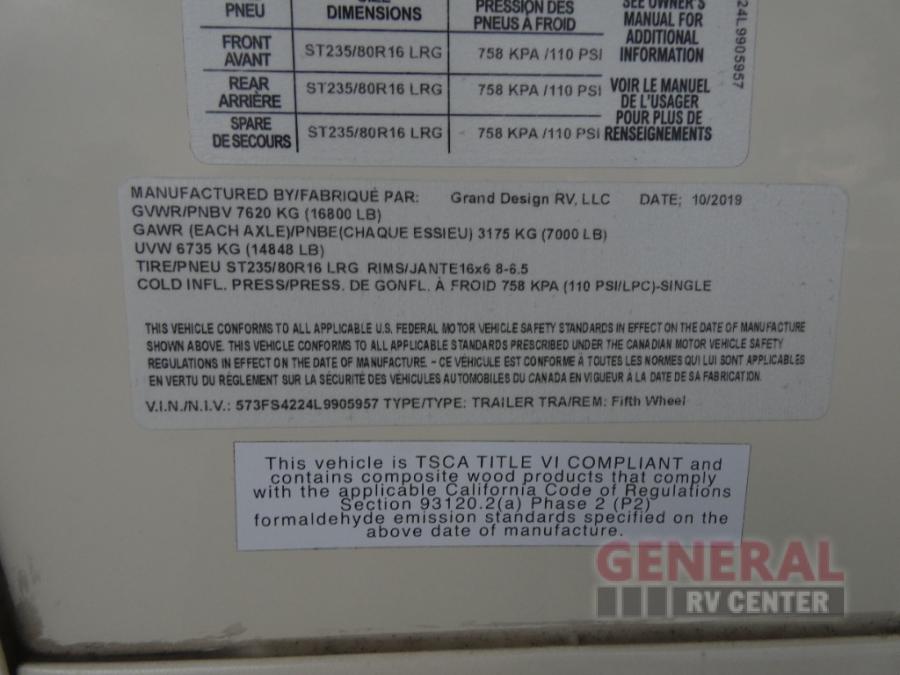 PNEU DIMENSIONS PRESSION DES SEE OWNER'S
PNEUS À FROID MANUAL FOR
ADDITIONAL
INFORMATION
FRONT
AVANT ST235/80R16 LRG 758 KPA /110 PSI
REAR
ARRIÈRE ST235/80R16 LRG 758 KPA /110 PSI
VOIR LE MANUEL
DE L'USAGER
POUR PLUS DE
RENSEIGNEMENTS
SPARE
DE SECOURS ST235/80R16 LRG 758 KPA /110 PSI
24L9905957
MANUFACTURED BY/FABRIQUÉ PAR: Grand Design RV, LLC DATE; 10/2019
GVWR/PNBV 7620 KG (16800 LB)
GAWR (EACH AXLE)/PNBE(CHAQUE ESSIEU) 3175 KG (7000 LB)
UVW 6735 KG (14848 LB)
TIRE/PNEU ST235/80R16 LRG RIMS/JANTE16x6 8-6.5
COLD INFL. PRESS/PRESS. DE GONFL. À FROID 758 KPA (110 PSI/LPC)-SINGLE
THIS VEHICLE CONFORMS TO ALL APPLICABLE U.S. FEDERAL MOTOR VEHICLE SAFETY STANDARDS IN EFFECT ON THE DATE OF MANUFACTURE
SHOWN ABOVE. THIS VEHICLE CONFORMS TO ALL APPLICABLE STANDARDS PRESCRIBED UNDER THE CANADIAN MOTOR VEHICLE SAFETY
REGULATIONS IN EFFECT ON THE DATE OF MANUFACTURE. - CE VÉHICULE EST CONFORME À TOUTES LES NORMES QUI LUI SONT APPLICABLES
EN VERTU DU RÈGLEMENT SUR LA SÉCURITÉ DES VÉHICULES AUTOMOBILES DU CANADA EN VIGUEUR À LA DATE DE SA FABRICATION.
V.I.N./N.I.V.: 573FS4224L9905957 TYPE/TYPE: TRAILER TRA/REM: Fifth Wheel
This vehicle is TSCA TITLE VI COMPLIANT and
contains composite wood products that comply
with the applicable California Code of Regulations
Section 93120.2(a) Phase 2 (P2)
formaldehyde emission standards specified on the
above date of manufacture.
GENERAL
RV CENTER